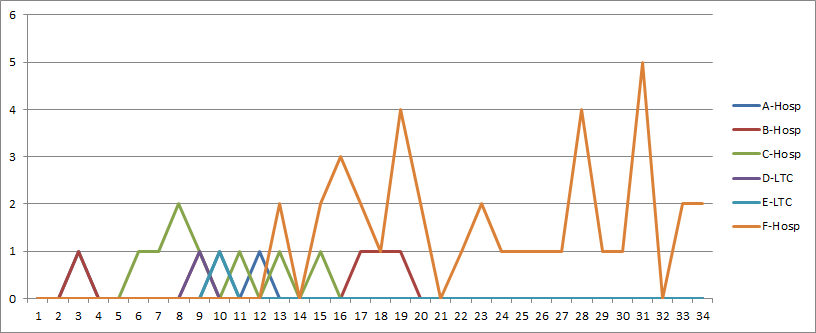 6
5
4
3
2
1
0
1 2 3 4 5 6 7 8 9 10 11 12 13 14 15 16 17 18 19 20 21 22 23 24 25 26 27 28 29 30 31 32 33 34
A-Hosp
B-Hosp
C-Hosp
D-LTC
E-LTC
F-Hosp